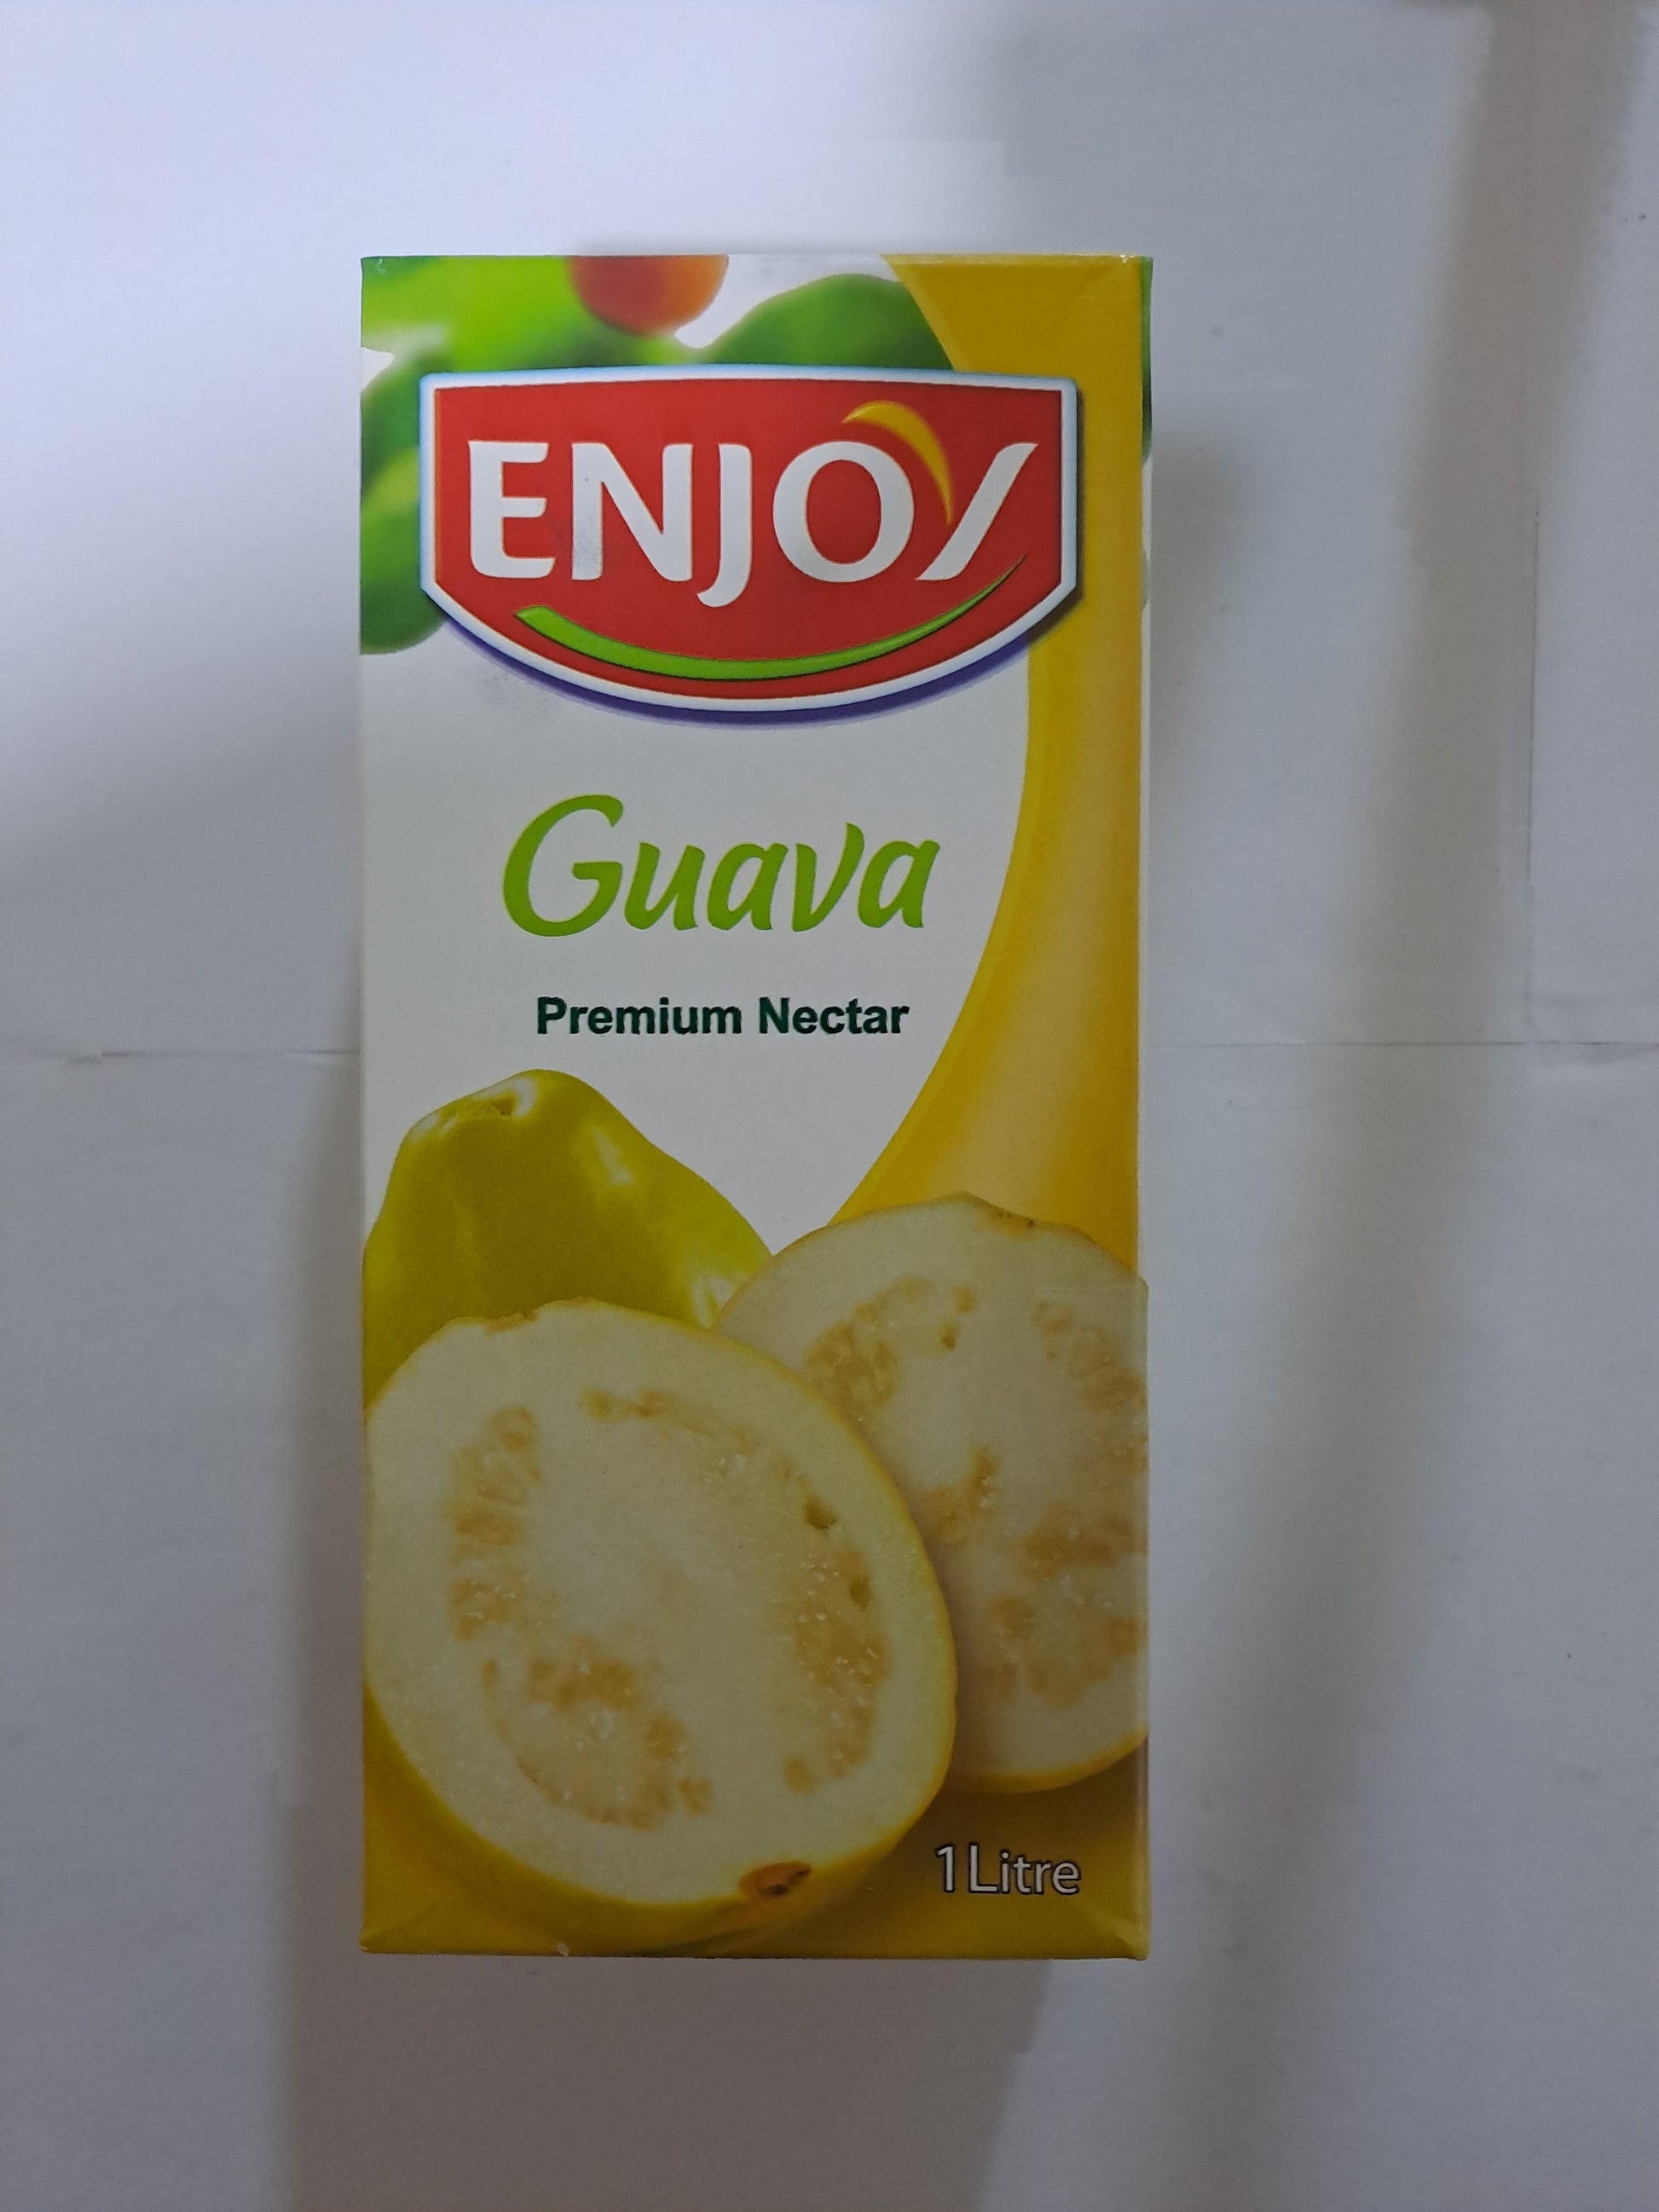 ENJOY
Guava
Premium Nectar
1 Litre